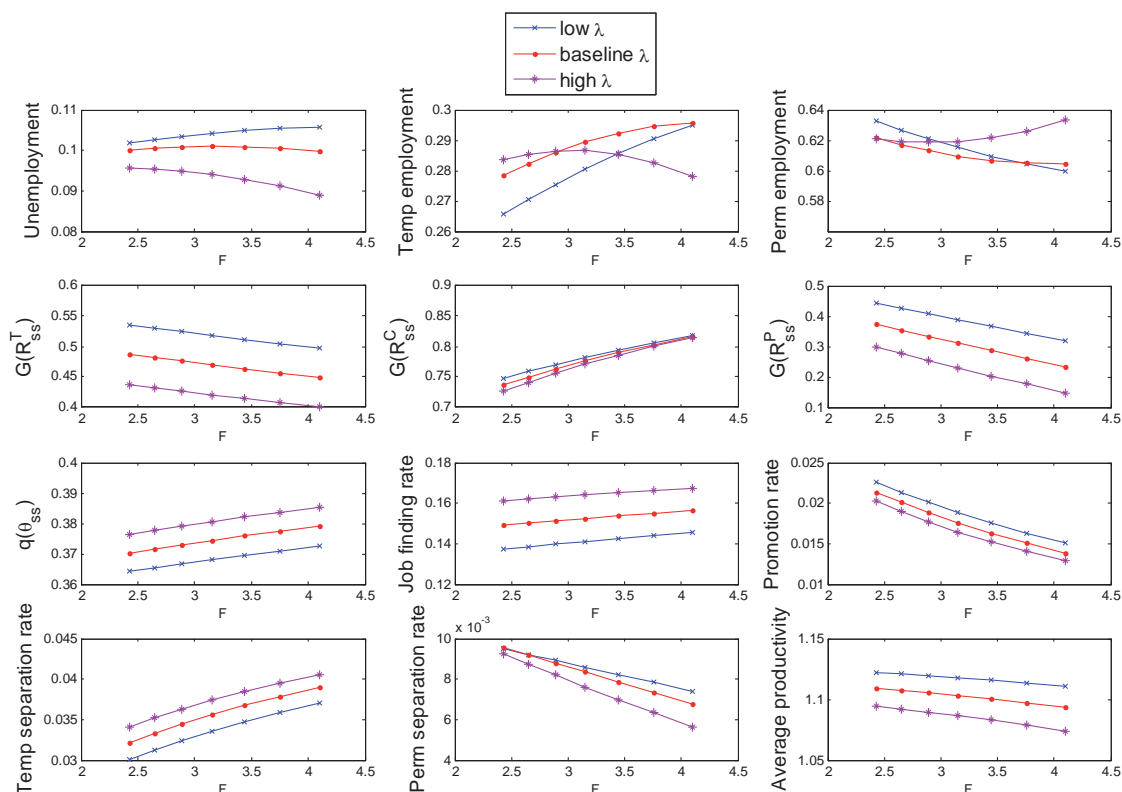 low λ
baseline λ
high λ
0.11
0.1
0.09
0.08
2 2.5 3 3.5 4 4.5
F
Unemployment
0.3
0.29
0.28
0.27
0.26
2 2.5 3 3.5 4 4.5
F
Temp employment
0.64
0.62
0.6
0.58
2 2.5 3 3.5 4 4.5
F
Perm employment
0.6
0.55
0.5
0.45
0.4
2 2.5 3 3.5 4 4.5
F
G(R_ss^T)
0.9
0.85
0.8
0.75
0.7
2 2.5 3 3.5 4 4.5
F
G(R_ss^C)
0.5
0.4
0.3
0.2
0.1
2 2.5 3 3.5 4 4.5
F
G(R_ss^P)
0.4
0.39
0.38
0.37
0.36
2 2.5 3 3.5 4 4.5
F
q(θ_ss)
0.18
0.16
0.14
0.12
2 2.5 3 3.5 4 4.5
F
Job finding rate
0.025
0.02
0.015
0.01
2 2.5 3 3.5 4 4.5
F
Promotion rate
0.045
0.04
0.035
0.03
2 2.5 3 3.5 4 4.5
F
Temp separation rate
x 10^-3
10
8
6
4
2 2.5 3 3.5 4 4.5
F
Perm separation rate
1.15
1.1
1.05
2 2.5 3 3.5 4 4.5
F
Average productivity